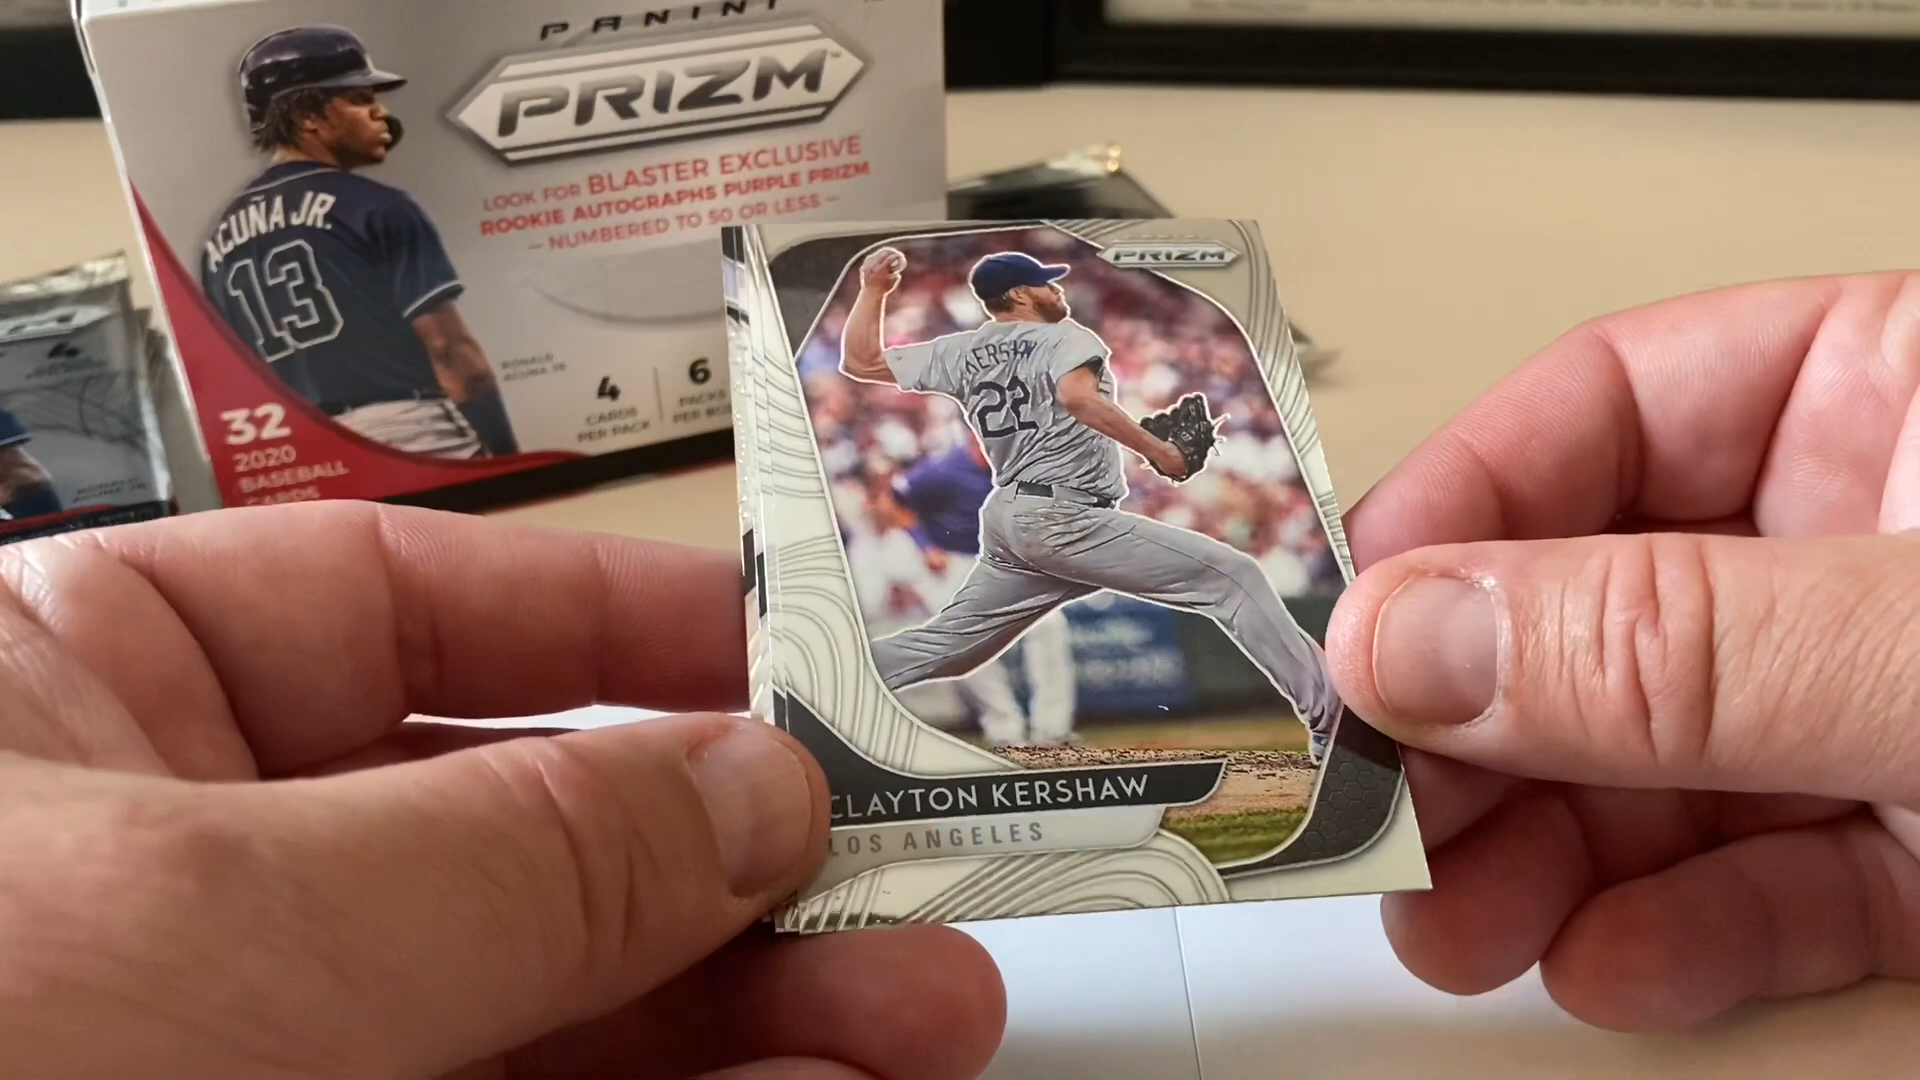 PANINI
PRIZM
LOOK FOR BLASTER EXCLUSIVE
ROOKIE AUTOGRAPHS PURPLE PRIZM
— NUMBERED TO 50 OR LESS —
ACUÑA JR.
13
RONALD
ACUÑA JR
4
CARDS
PER PACK
6
PACKS
PER BOX
32
2020
BASEBALL
CARDS
PRIZM
KERSHAW
22
CLAYTON KERSHAW
LOS ANGELES